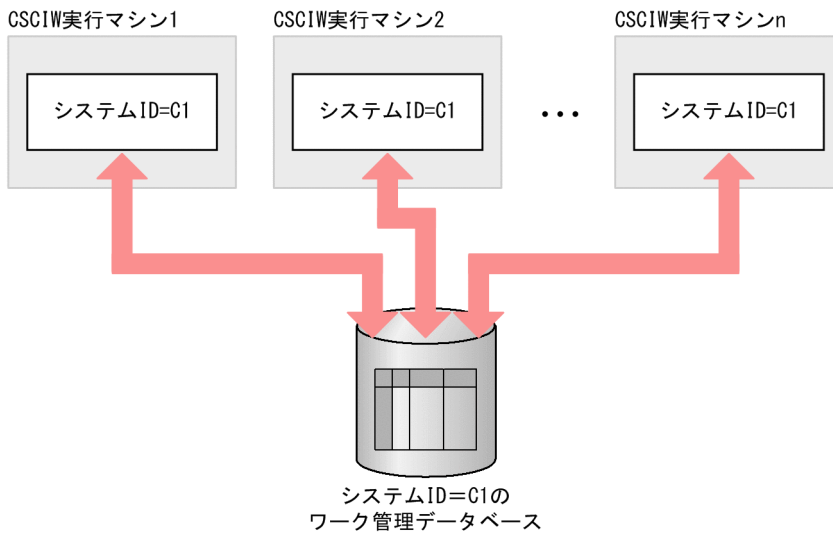 CSCIW実行マシン1
CSCIW実行マシン2
CSCIW実行マシンn
システムID=C1
システムID=C1
・・・
システムID=C1
システムID＝C1の
ワーク管理データベース